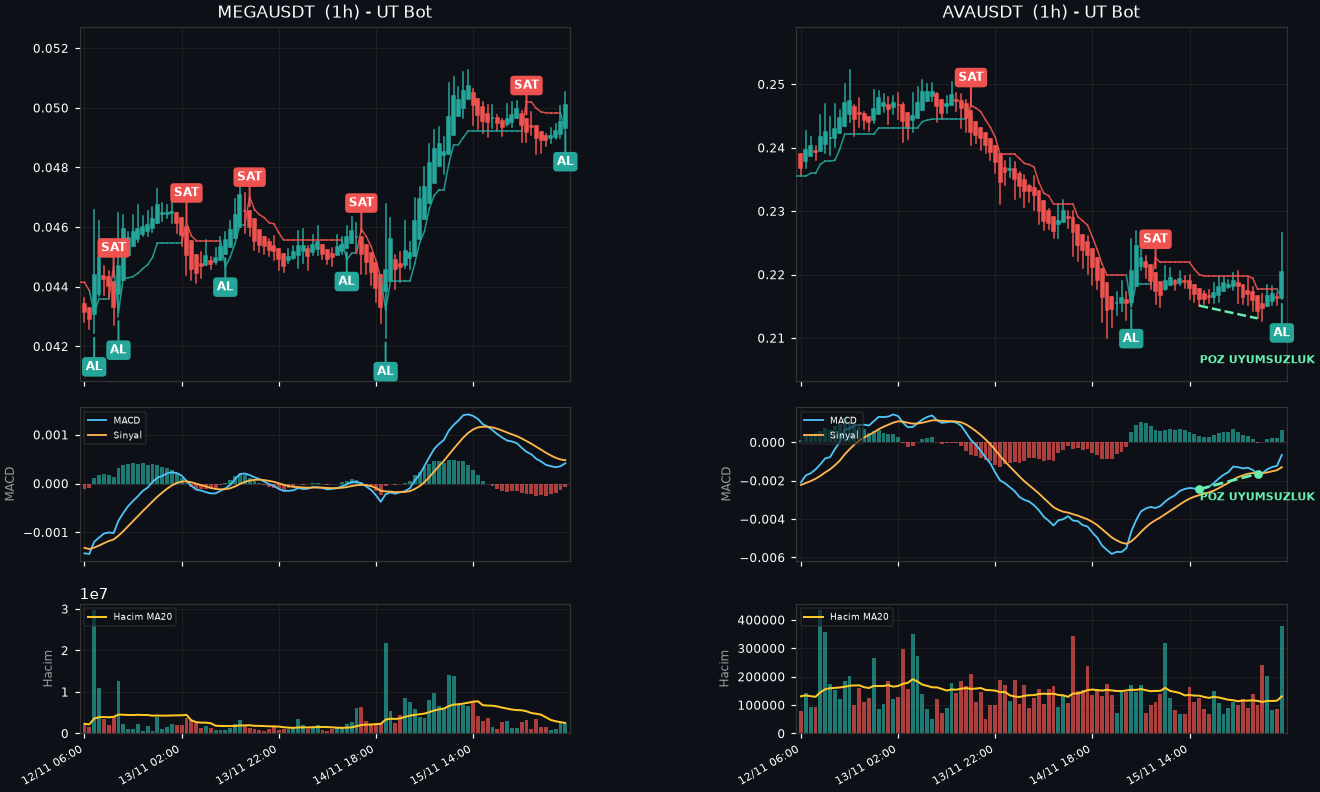 MEGAUSDT (1h) - UT Bot
0.052
0.050
0.048
0.046
0.044
0.042
SAT
SAT
SAT
SAT
SAT
AL
AL
AL
AL
AL
AL
MACD
MACD
Sinyal
0.001
0.000
−0.001
1e7
Hacim
Hacim MA20
3
2
1
0
12/11 06:00
13/11 02:00
13/11 22:00
14/11 18:00
15/11 14:00
AVAUSDT (1h) - UT Bot
0.25
0.24
0.23
0.22
0.21
SAT
SAT
AL
AL
POZ UYUMSUZLUK
MACD
MACD
Sinyal
0.000
−0.002
−0.004
−0.006
POZ UYUMSUZLUK
Hacim
Hacim MA20
400000
300000
200000
100000
0
12/11 06:00
13/11 02:00
13/11 22:00
14/11 18:00
15/11 14:00